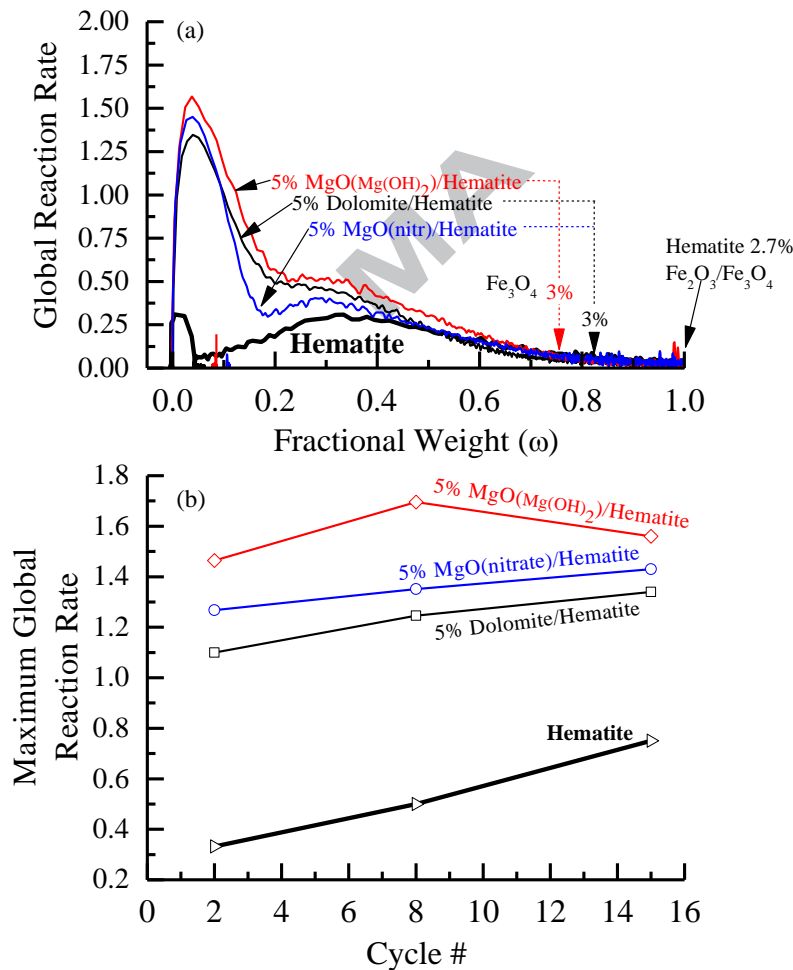 (a)
2.00
1.75
1.50
1.25
1.00
0.75
0.50
0.25
0.00
Global Reaction Rate
5% MgO(Mg(OH)2)/Hematite
5% Dolomite/Hematite
5% MgO(nitr)/Hematite
MA
Fe3O4
3%
3%
Hematite 2.7%
Fe2O3/Fe3O4
Hematite
0.0 0.2 0.4 0.6 0.8 1.0
Fractional Weight (ω)
(b)
1.8
1.6
1.4
1.2
1.0
0.8
0.6
0.4
0.2
Maximum Global
Reaction Rate
5% MgO(Mg(OH)2)/Hematite
5% MgO(nitrate)/Hematite
5% Dolomite/Hematite
Hematite
0 2 4 6 8 10 12 14 16
Cycle #